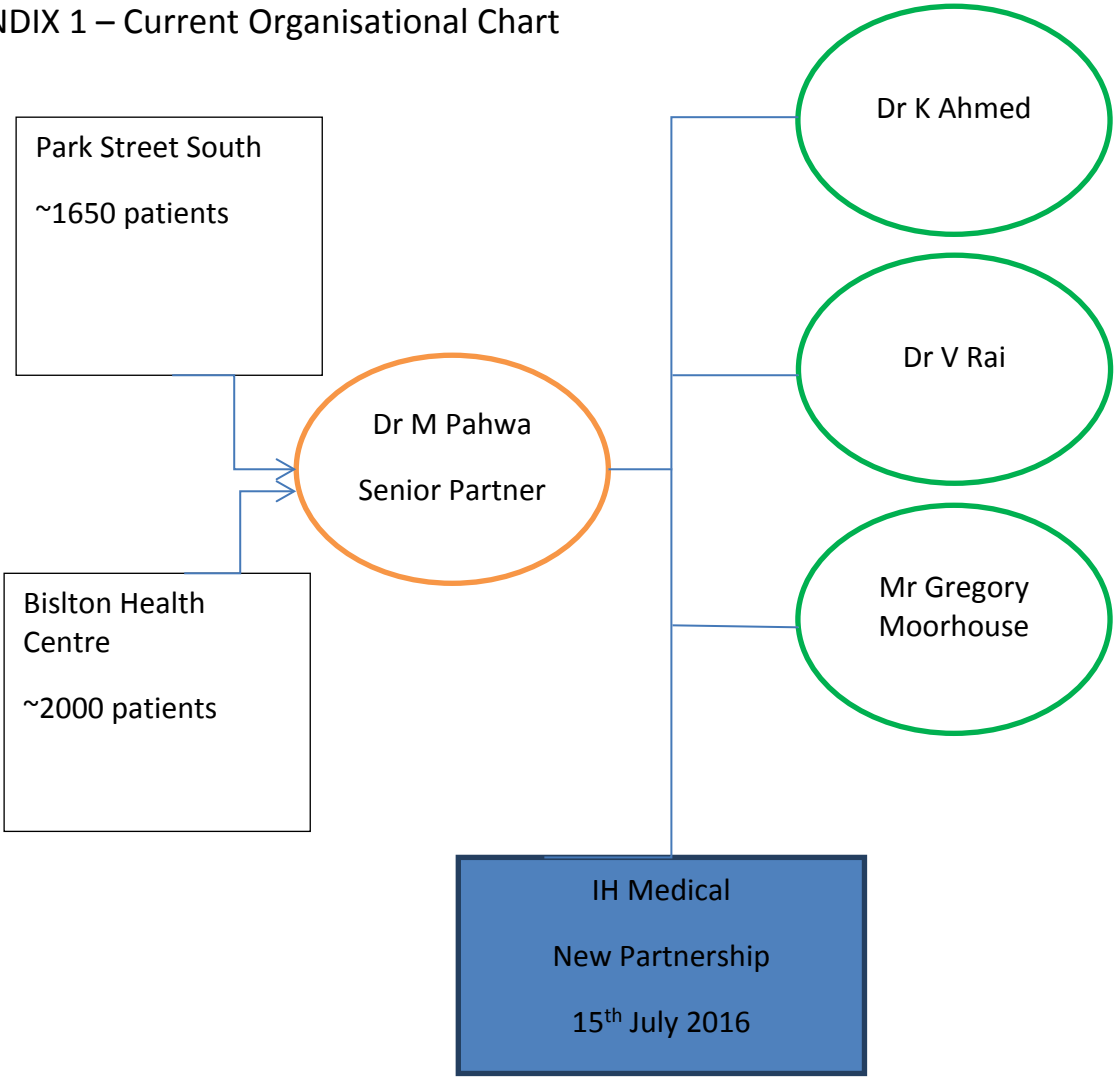 NDIX 1 – Current Organisational Chart
Park Street South
~1650 patients
Bislton Health
Centre
~2000 patients
Dr M Pahwa
Senior Partner
Dr K Ahmed
Dr V Rai
Mr Gregory
Moorhouse
IH Medical
New Partnership
15th July 2016